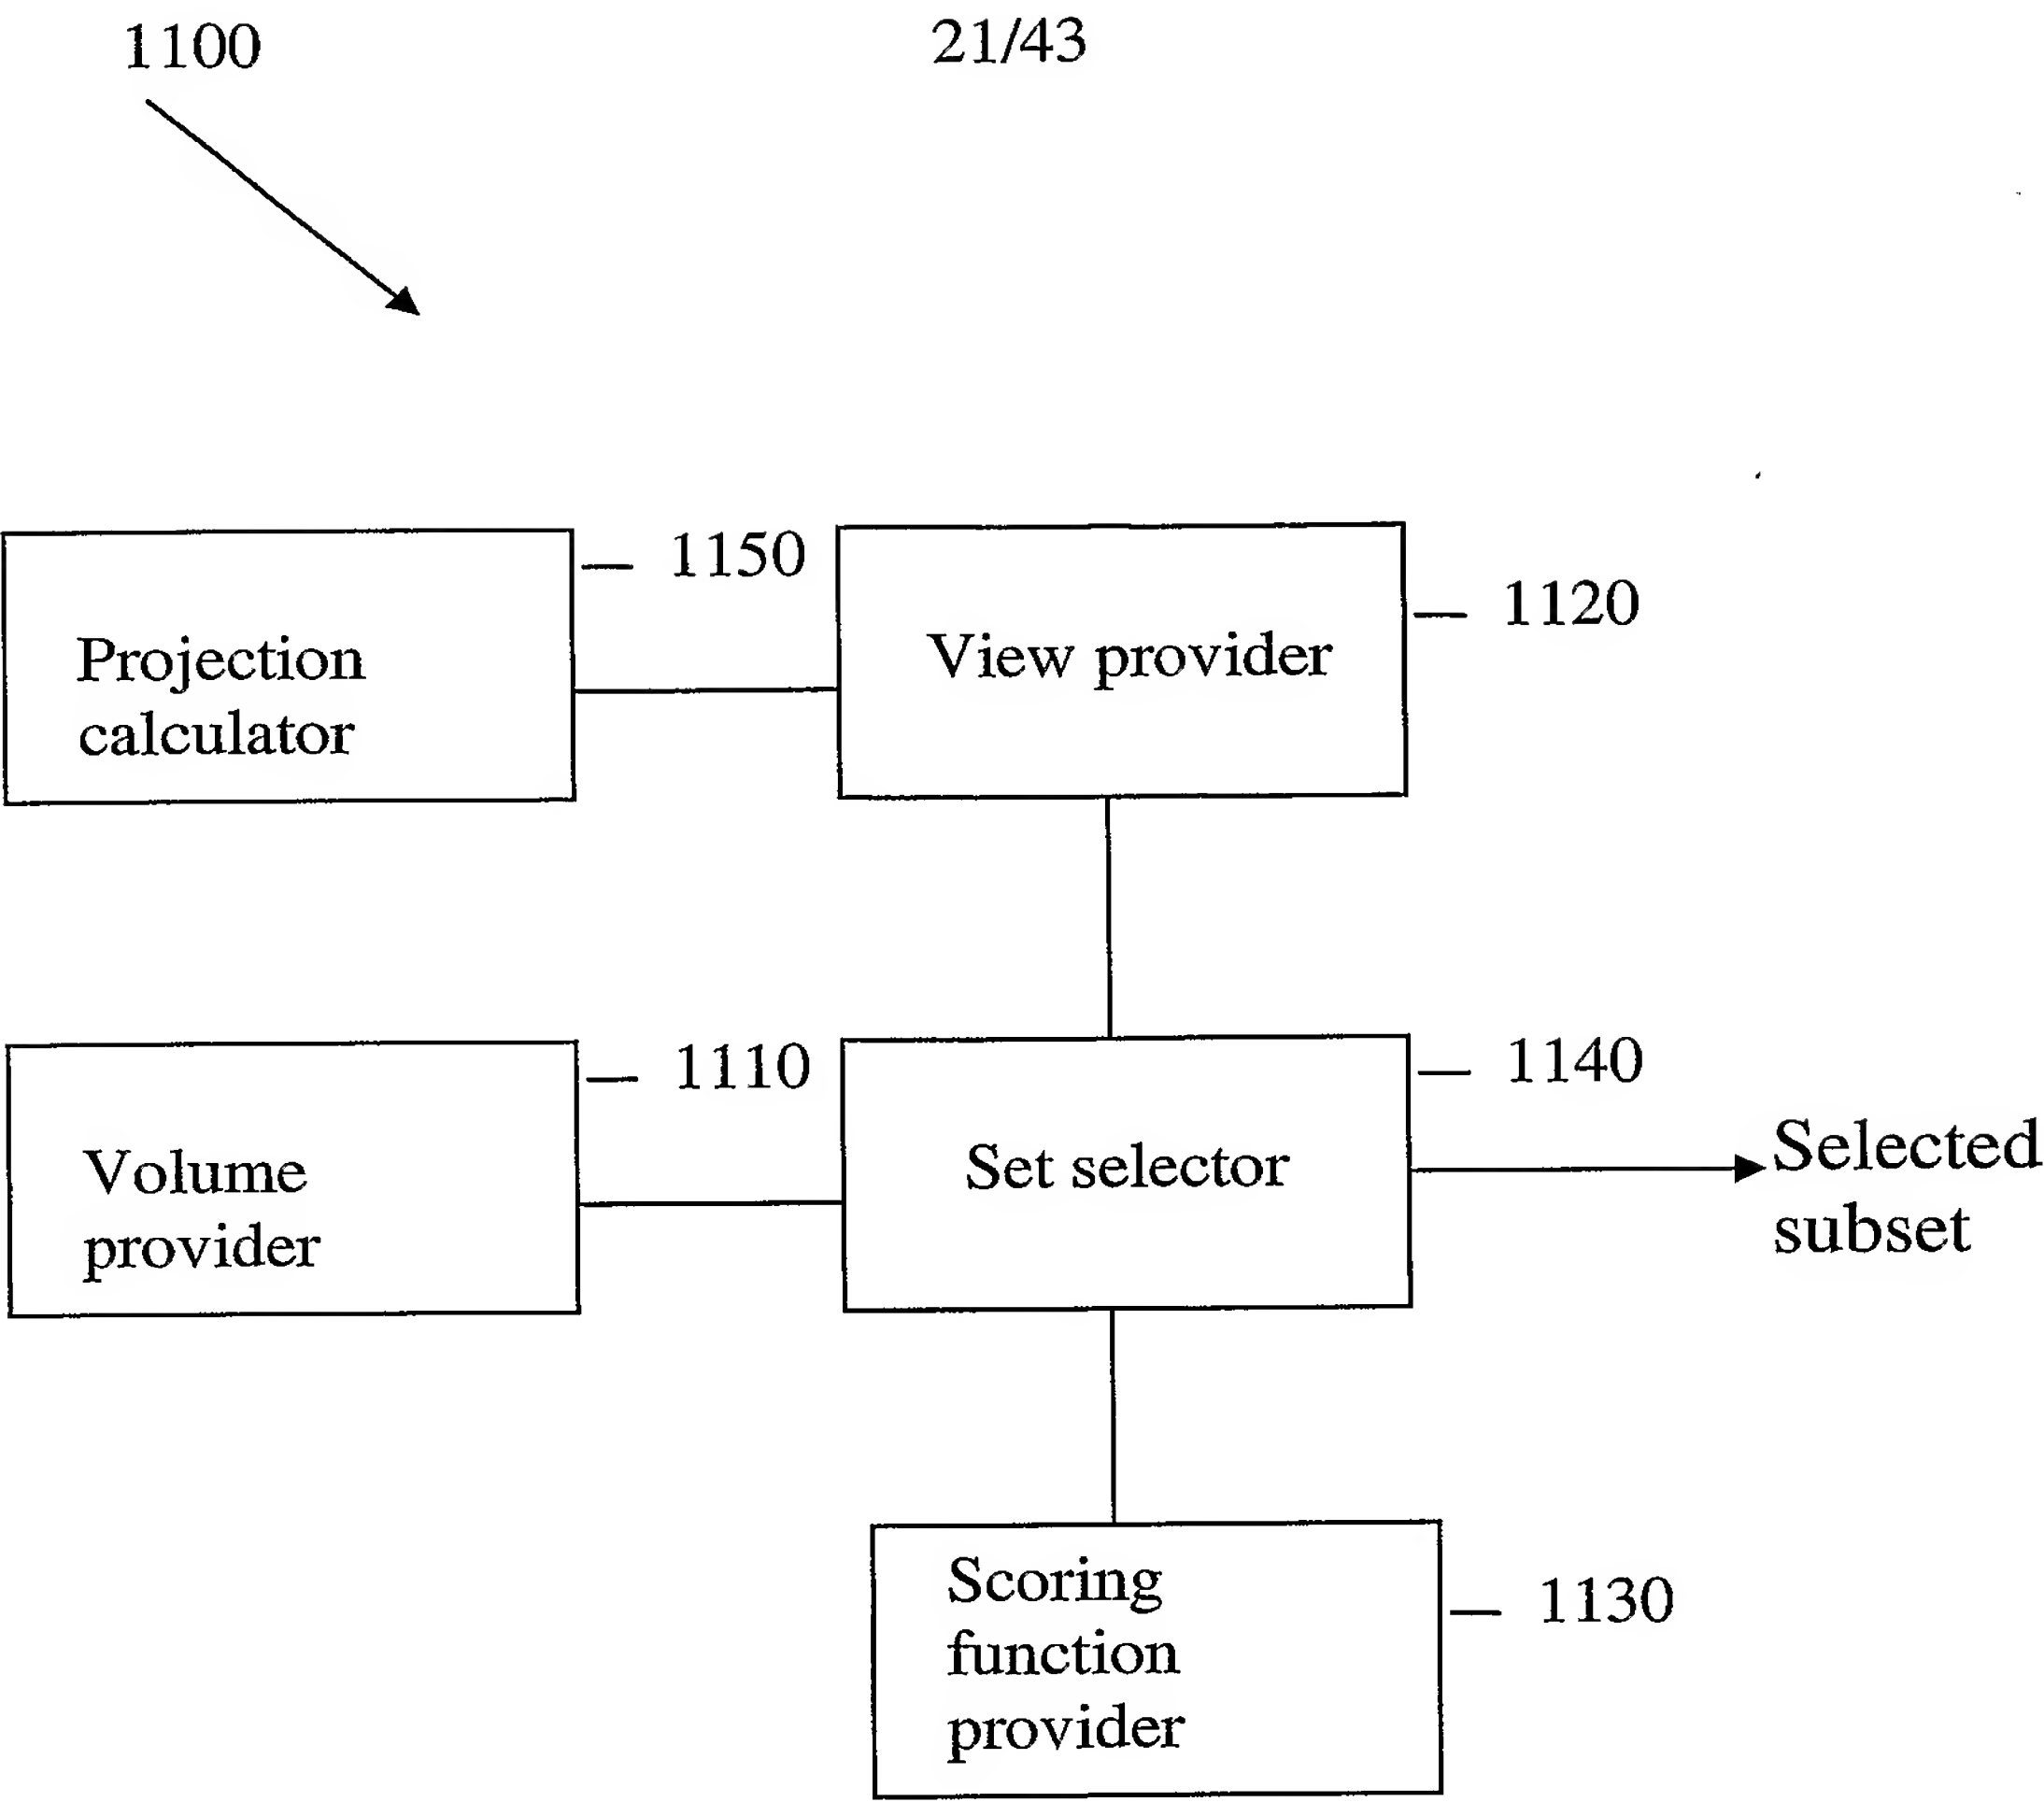 1100
21/43
1150
1120
Projection
calculator
View provider
1110
1140
Volume
provider
Set selector
Selected
subset
Scoring
function
provider
1130